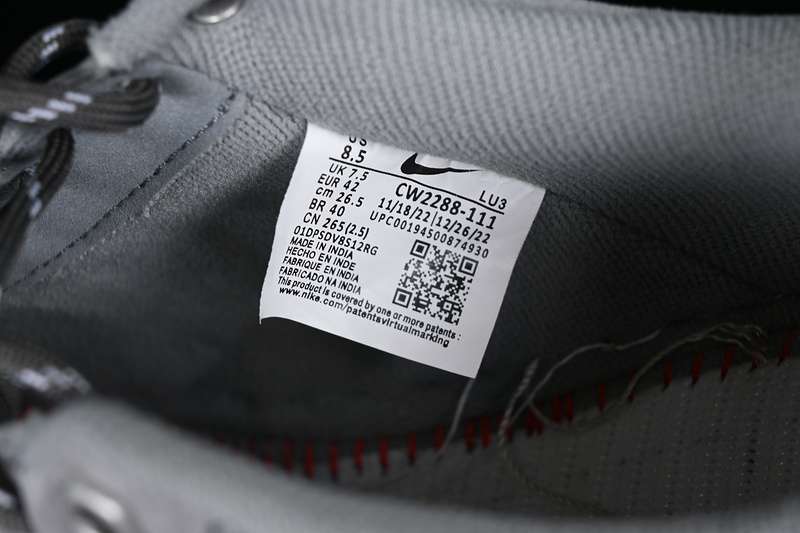 US
8.5
UK 7.5
EUR 42
cm 26.5
BR 40
CN 265(2.5)
01DPSDVBS12RG
MADE IN INDIA
HECHO EN INDE
FABRIQUE EN INDIA
FABRICADO NA INDIA
This product is covered by one or more patents :
www.nike.com/patentsvirtualmarking
LU3
CW2288-111
11/18/22|12/26/22
UPC00194500874930